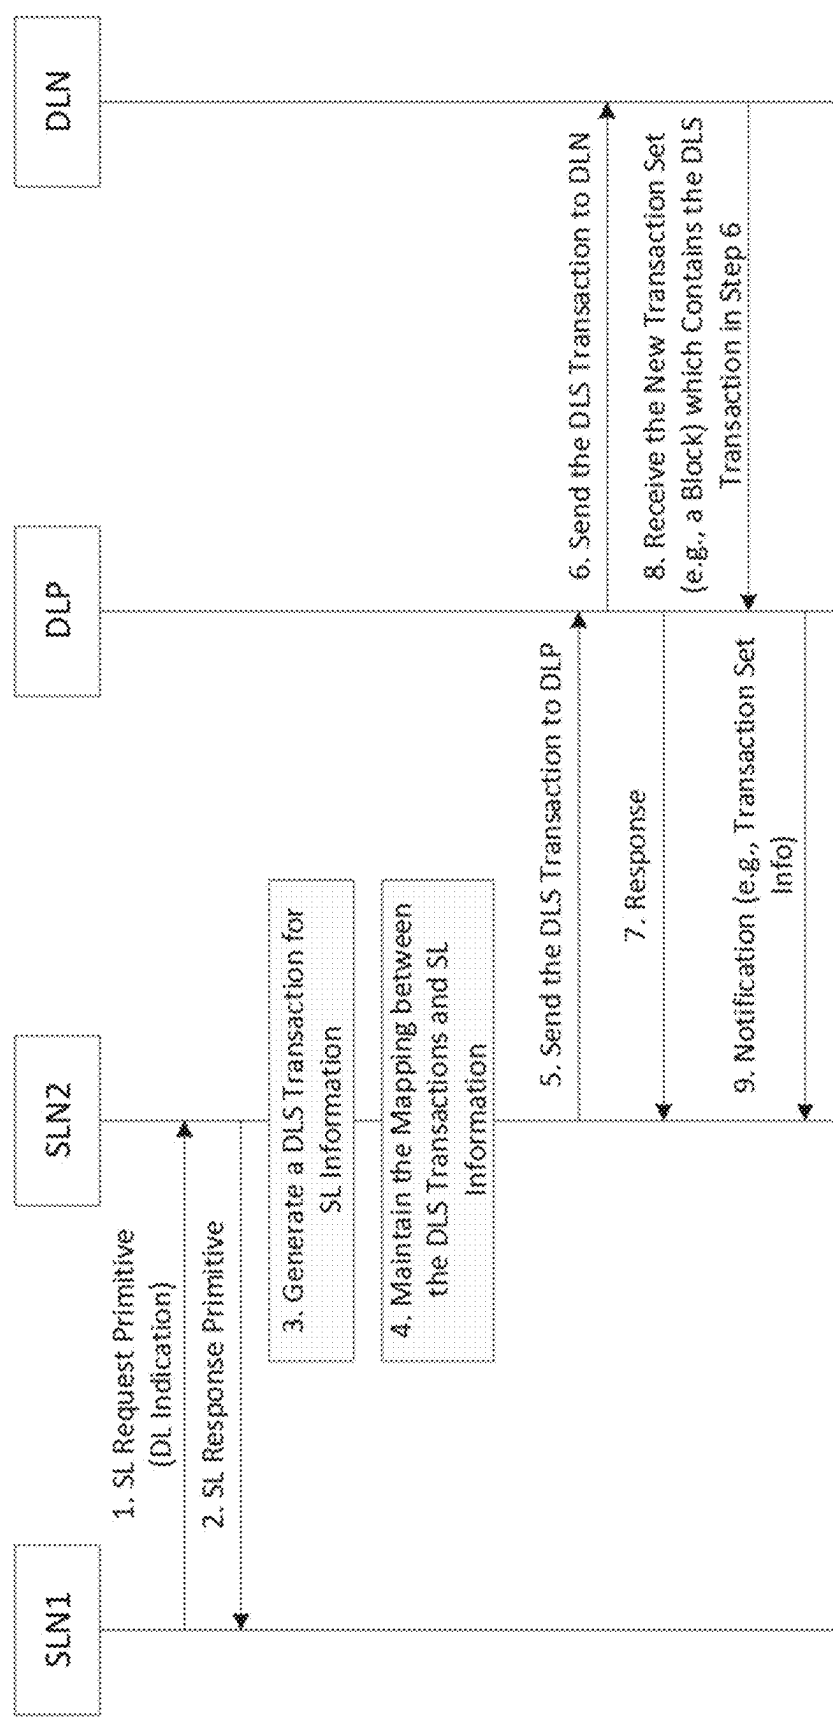 SLN1
SLN2
DLP
DLN
1. SL Request Primitive
(DL Indication)
2. SL Response Primitive
3. Generate a DLS Transaction for
SL Information
4. Maintain the Mapping between
the DLS Transactions and SL
Information
5. Send the DLS Transaction to DLP
6. Send the DLS Transaction to DLN
7. Response
8. Receive the New Transaction Set
(e.g., a Block) which Contains the DLS
Transaction in Step 6
9. Notification (e.g., Transaction Set
Info)